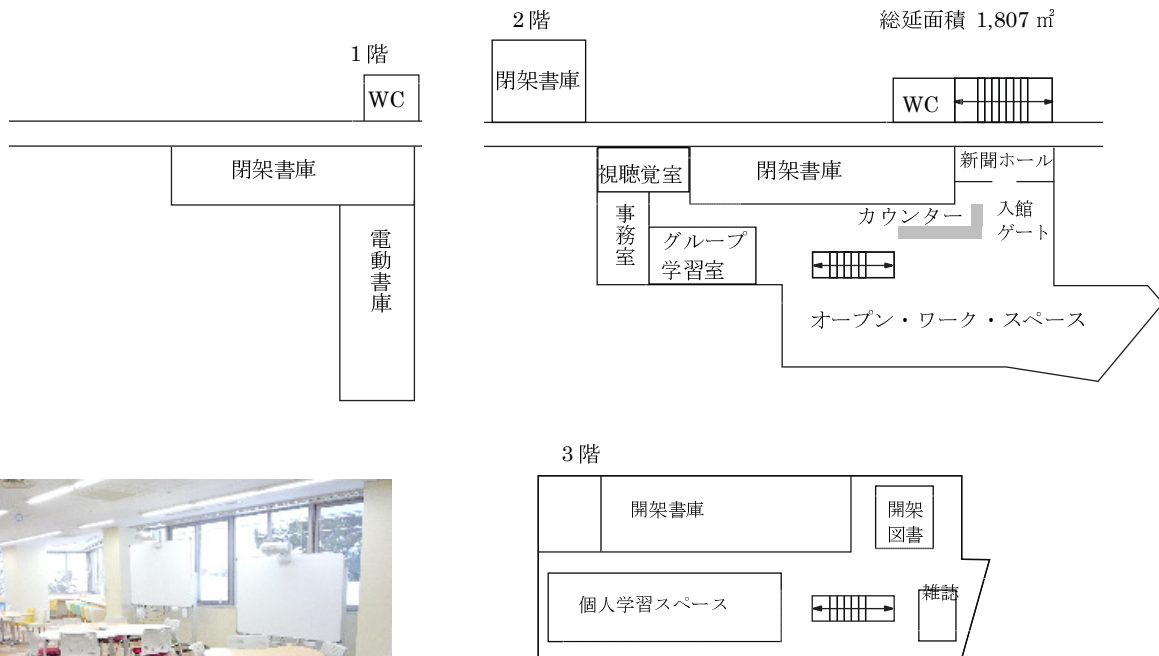 1階
WC
閉架書庫
電動書庫
2階
総延面積 1,807 ㎡
閉架書庫
WC
視聴覚室
閉架書庫
新聞ホール
事務室
グループ
学習室
カウンター
入館
ゲート
オープン・ワーク・スペース
3階
開架書庫
開架
図書
個人学習スペース
雑誌